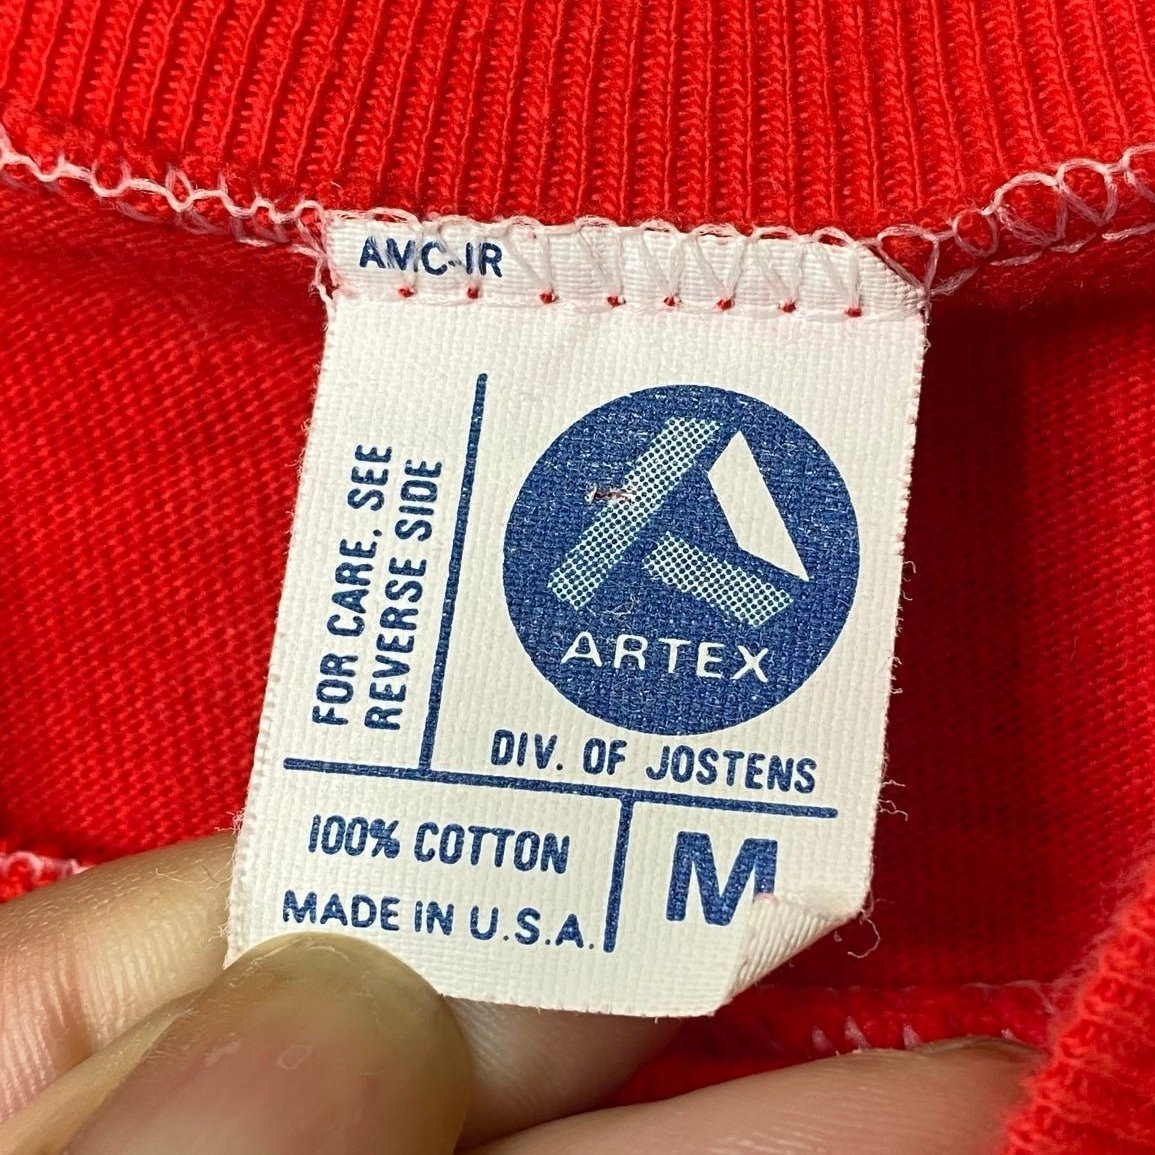 AMC-IR
FOR CARE, SEE
REVERSE SIDE
ARTEX
DIV. OF JOSTENS
100% COTTON
MADE IN U.S.A.
M